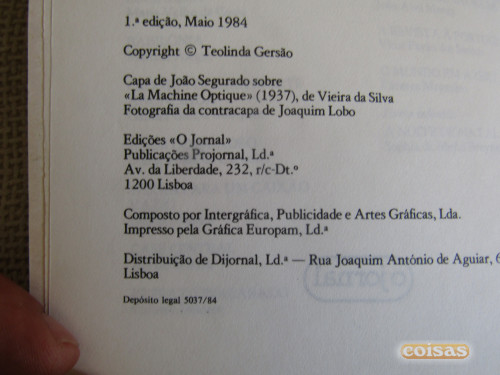 1.ª edição, Maio 1984
Copyright © Teolinda Gersão
Capa de João Segurado sobre
«La Machine Optique» (1937), de Vieira da Silva
Fotografia da contracapa de Joaquim Lobo
Edições «O Jornal»
Publicações Projornal, Ld.ª
Av. da Liberdade, 232, r/c-Dt.º
1200 Lisboa
Composto por Intergráfica, Publicidade e Artes Gráficas, Lda.
Impresso pela Gráfica Europam, Ld.ª
Distribuição de Dijornal, Ld.ª — Rua Joaquim António de Aguiar, 6
Lisboa
Depósito legal 5037/84
coisas